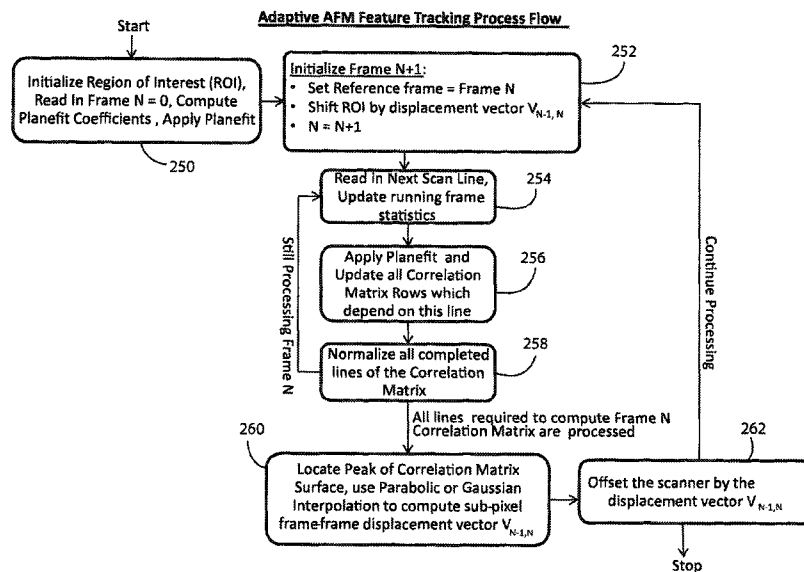 Adaptive AFM Feature Tracking Process Flow
Start
Initialize Region of Interest (ROI),
Read In Frame N = 0, Compute
Planefit Coefficients , Apply Planefit
250
Initialize Frame N+1:
• Set Reference frame = Frame N
• Shift ROI by displacement vector V N-1, N
• N = N+1
252
Read in Next Scan Line,
Update running frame
statistics
254
Apply Planefit and
Update all Correlation
Matrix Rows which
depend on this line
256
Normalize all completed
lines of the Correlation
Matrix
258
Still Processing Frame N
All lines required to compute Frame N
Correlation Matrix are processed
260
Locate Peak of Correlation Matrix
Surface, use Parabolic or Gaussian
Interpolation to compute sub-pixel
frame-frame displacement vector V N-1,N
262
Offset the scanner by the
displacement vector V N-1,N
Continue Processing
Stop